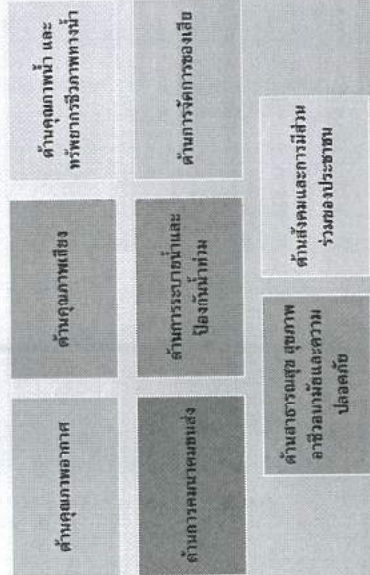 ด้านคุณภาพอากาศ
ด้านคุณภาพเสียง
ด้านคุณภาพน้ำ และ
ทรัพยากรชีวภาพทางน้ำ
ด้านการคมนาคมขนส่ง
ด้านการระบายน้ำและ
ป้องกันน้ำท่วม
ด้านการจัดการของเสีย
ด้านสาธารณสุข สุขภาพ
อาชีวอนามัยและความ
ปลอดภัย
ด้านสังคมและการมีส่วน
ร่วมของประชาชน